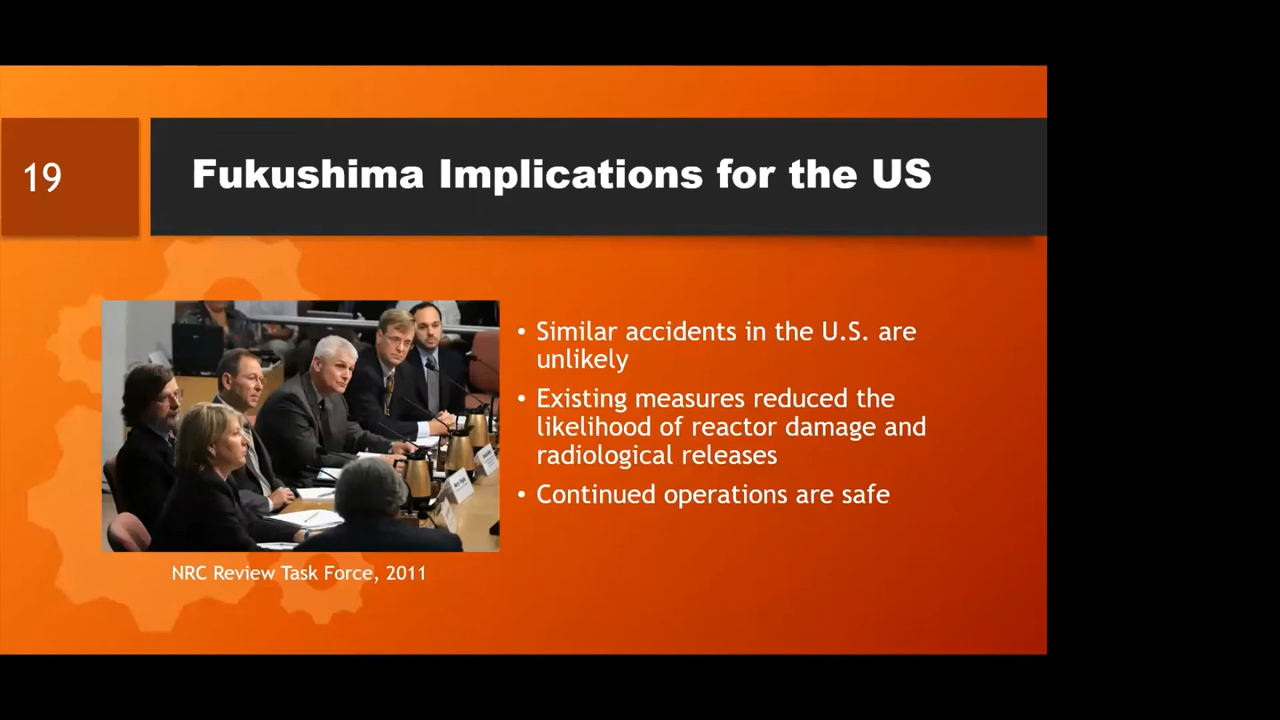 19
Fukushima Implications for the US
• Similar accidents in the U.S. are
unlikely
• Existing measures reduced the
likelihood of reactor damage and
radiological releases
• Continued operations are safe
NRC Review Task Force, 2011